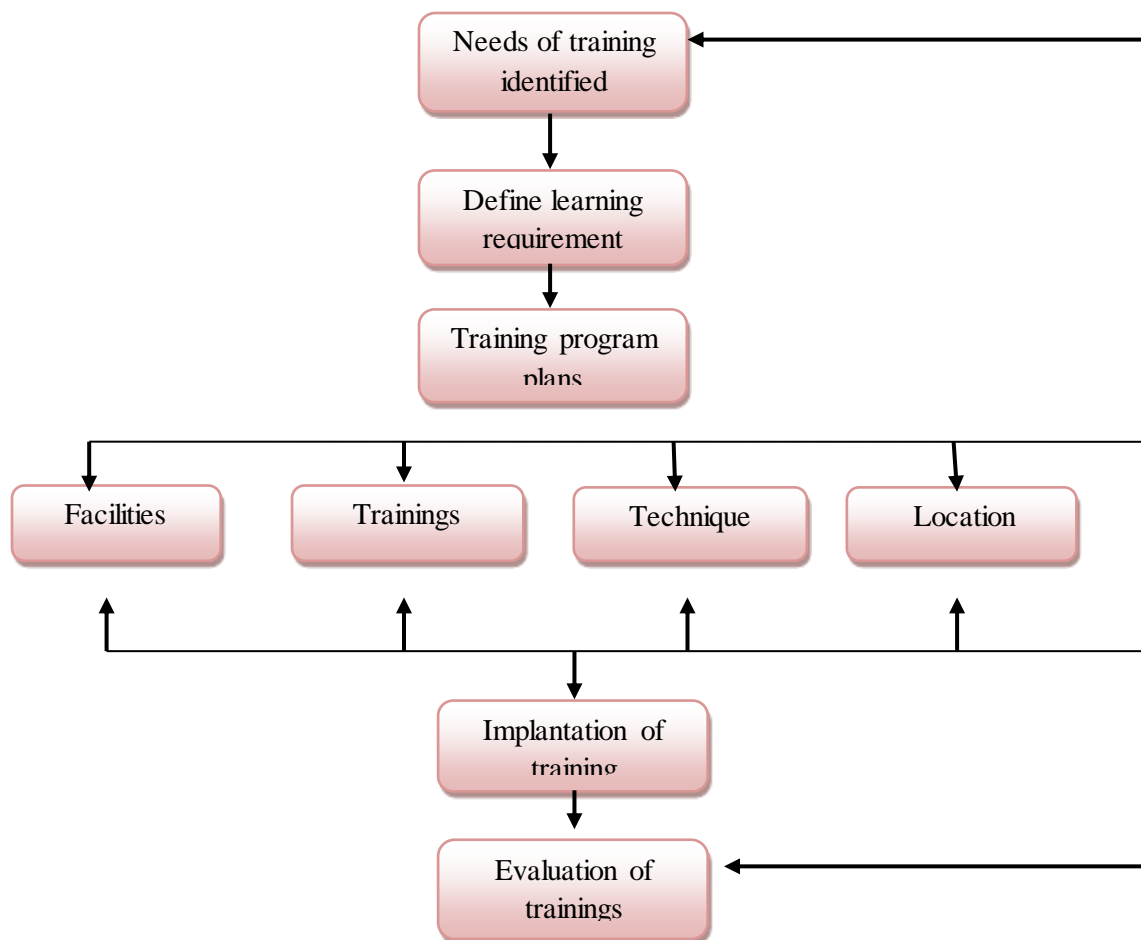 Needs of training
identified
Define learning
requirement
Training program
plans
Facilities
Trainings
Technique
Location
Implantation of
training
Evaluation of
trainings